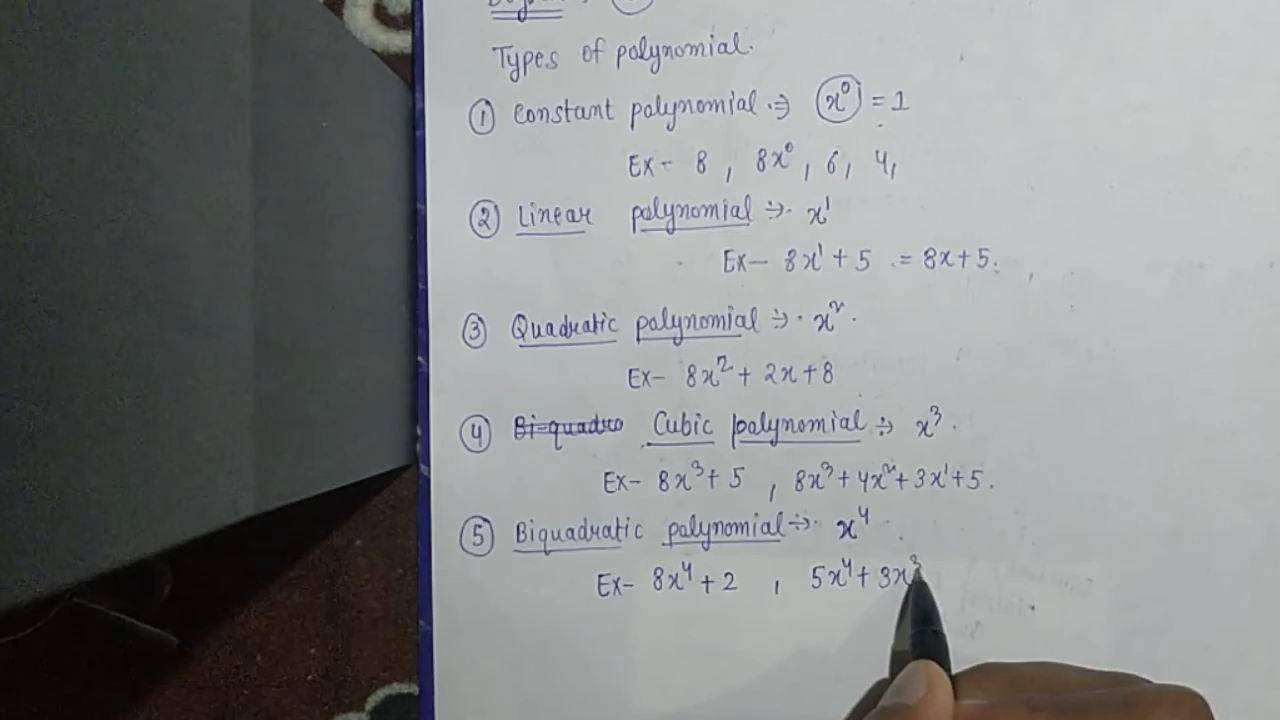 Types of polynomial.
① Constant polynomial ⇒ x⁰ = 1
Ex- 8, 8x⁰, 6, 4,
② Linear polynomial ⇒ x¹
Ex- 8x¹ + 5 = 8x+5.
③ Quadratic polynomial ⇒ x².
Ex- 8x² + 2x+8
④ Bi-quadra Cubic polynomial ⇒ x³.
Ex- 8x³+ 5, 8x³+ 4x²+ 3x¹+5.
⑤ Biquadratic polynomial ⇒ x⁴
Ex- 8x⁴ + 2, 5x⁴+ 3x³